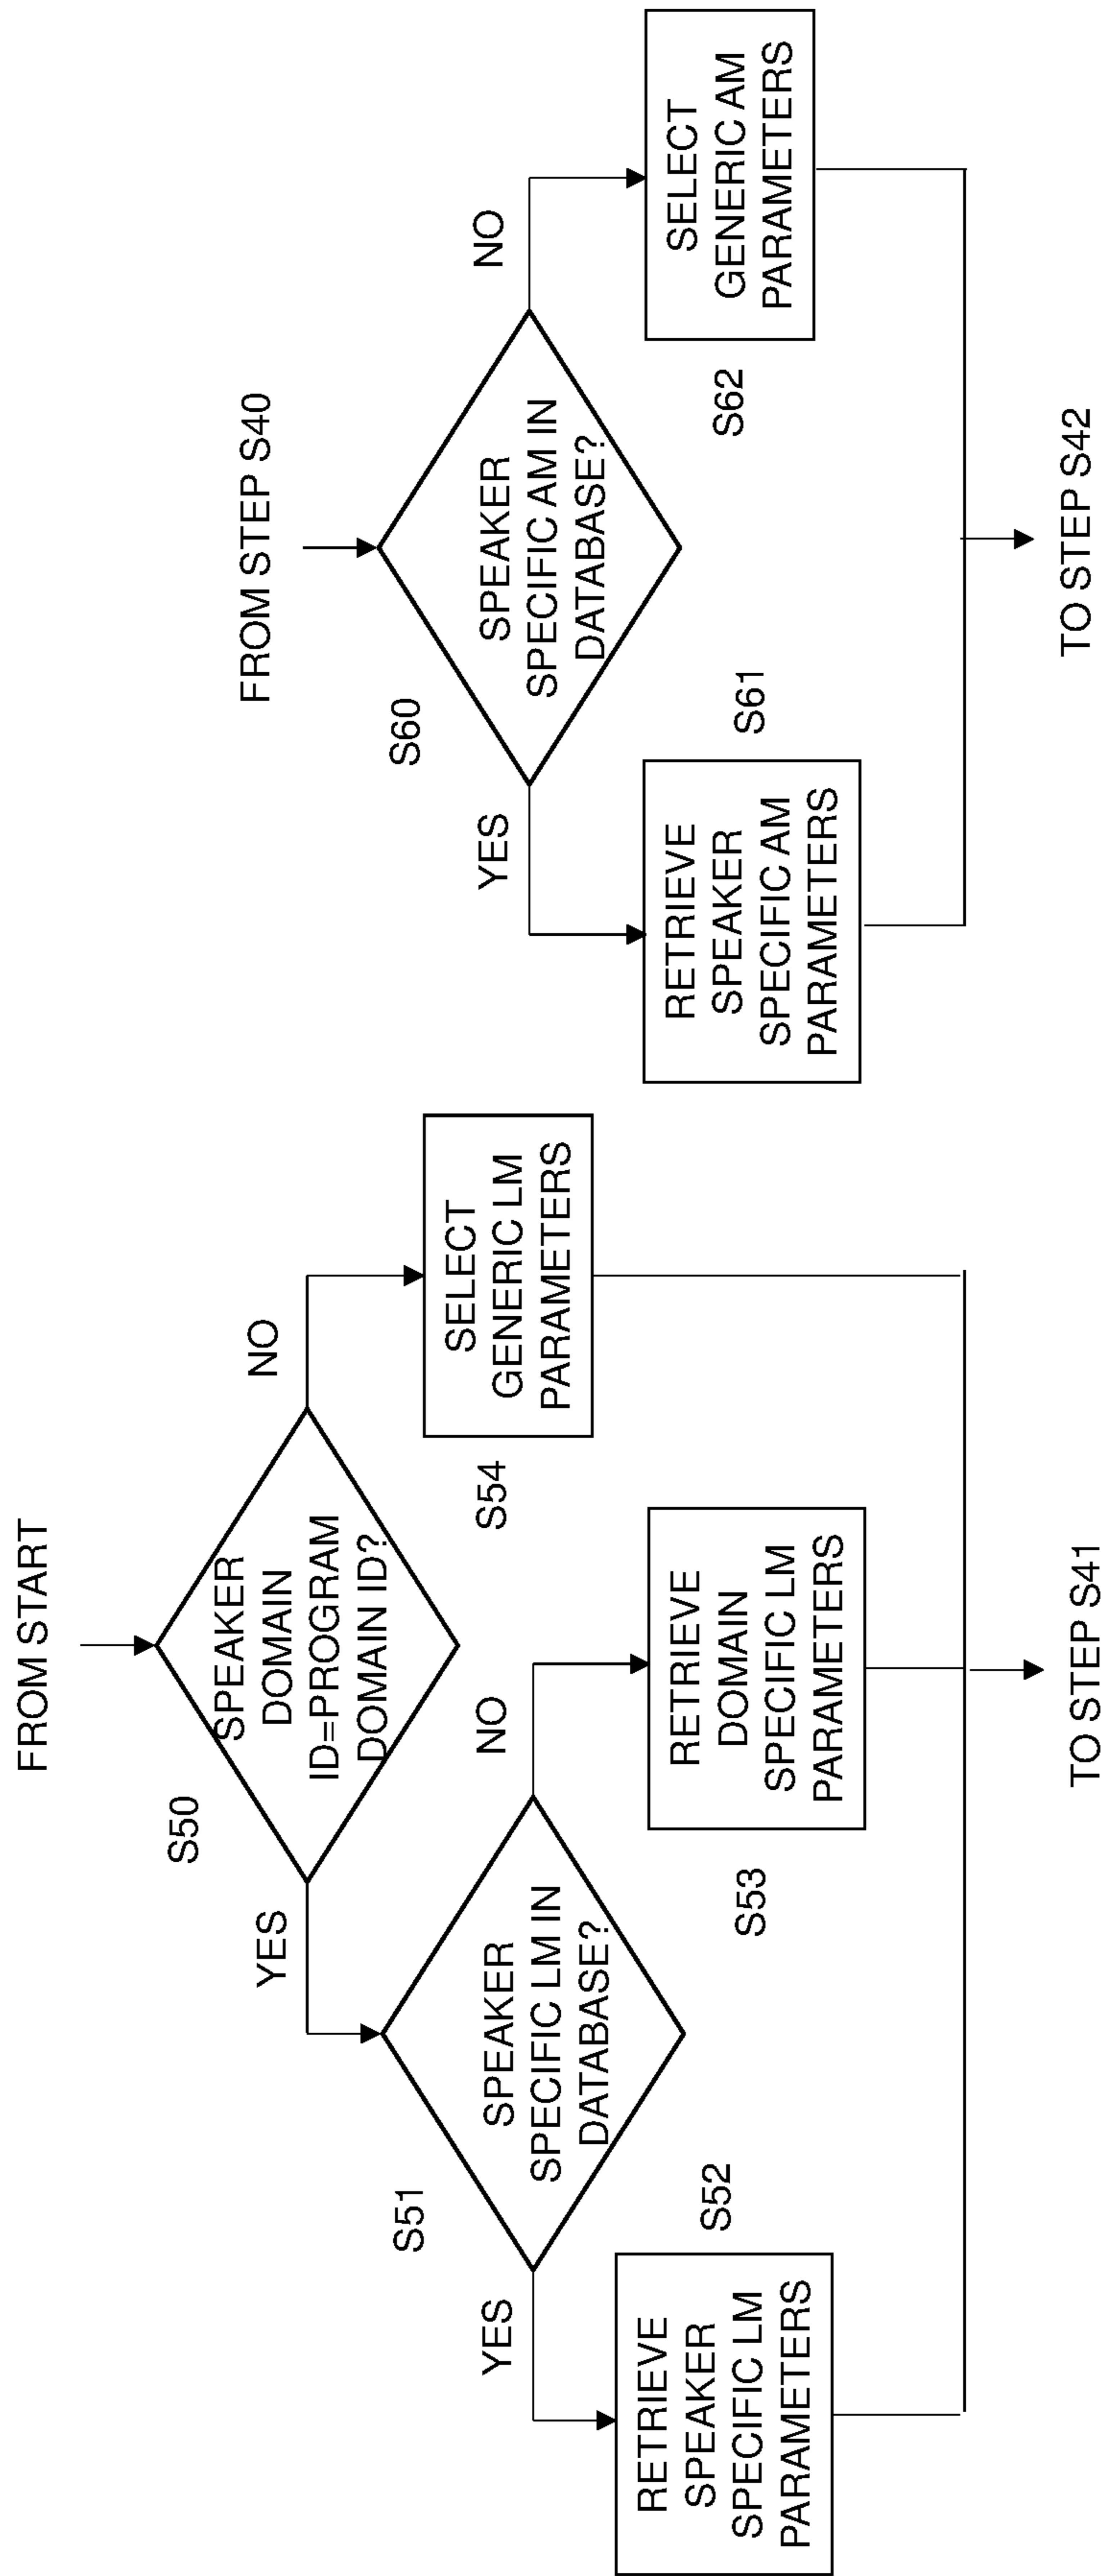 FROM START
S50
SPEAKER
DOMAIN
ID=PROGRAM
DOMAIN ID?
YES
NO
S51
SPEAKER
SPECIFIC LM IN
DATABASE?
YES
NO
S54
SELECT
GENERIC LM
PARAMETERS
S52
RETRIEVE
SPEAKER
SPECIFIC LM
PARAMETERS
S53
RETRIEVE
DOMAIN
SPECIFIC LM
PARAMETERS
TO STEP S41
FROM STEP S40
S60
SPEAKER
SPECIFIC AM IN
DATABASE?
YES
NO
S61
RETRIEVE
SPEAKER
SPECIFIC AM
PARAMETERS
S62
SELECT
GENERIC AM
PARAMETERS
TO STEP S42